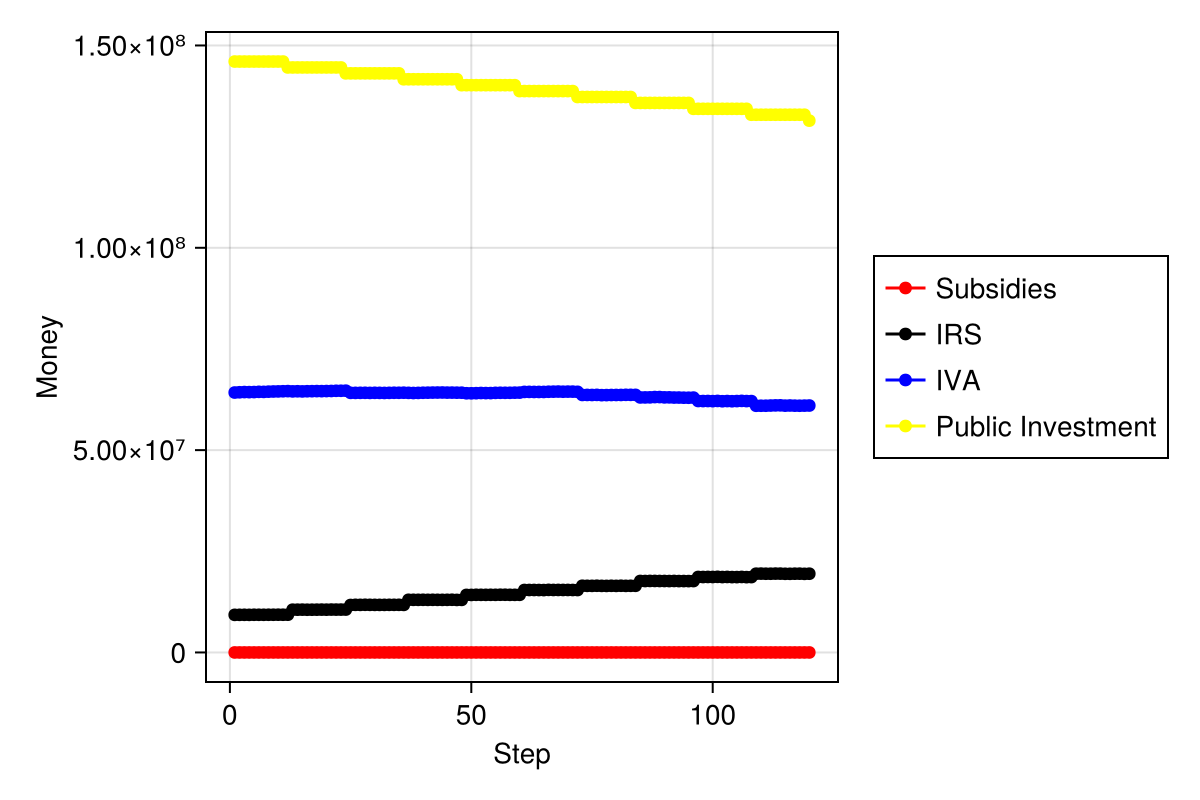 1.50×10⁸
1.00×10⁸
5.00×10⁷
0
Money
0 50 100
Step
Subsidies
IRS
IVA
Public Investment